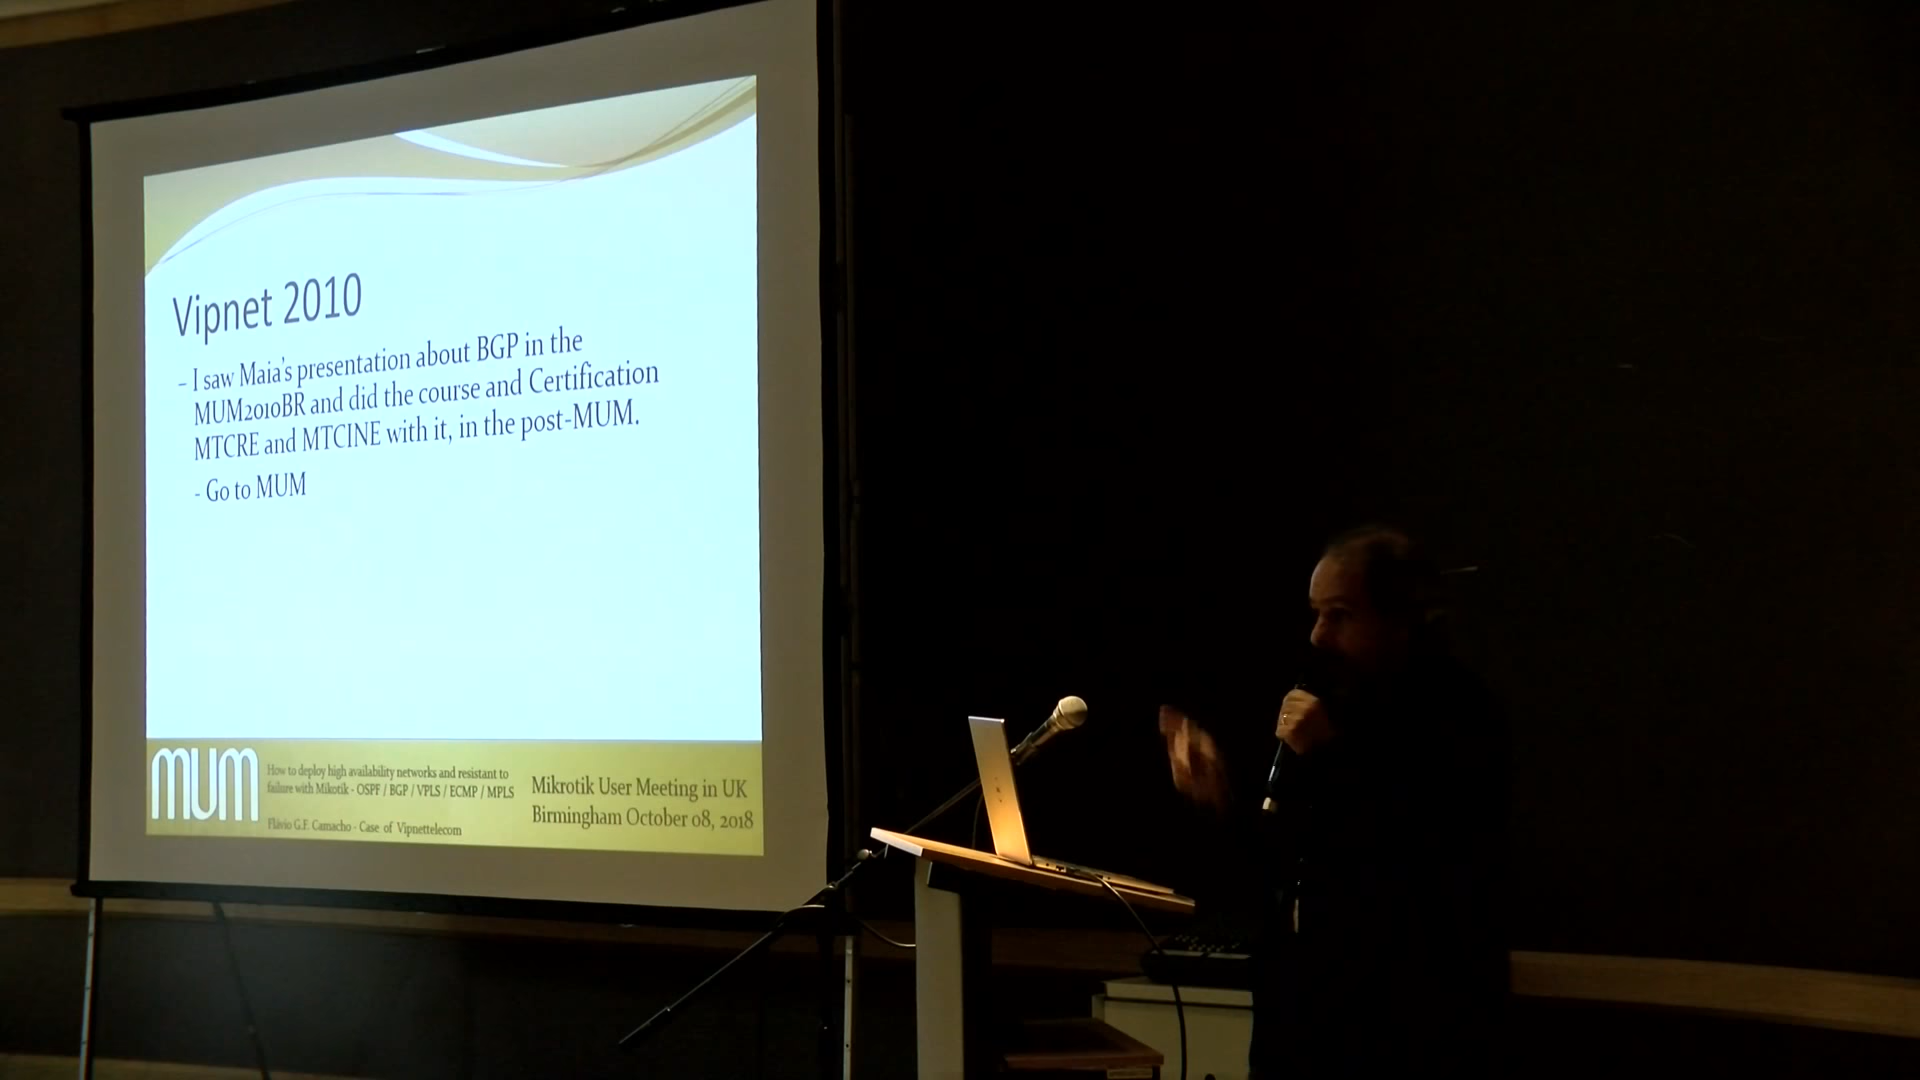 Vipnet 2010
– I saw Maia's presentation about BGP in the
MUM2010BR and did the course and Certification
MTCRE and MTCINE with it, in the post-MUM.
- Go to MUM
mum
How to deploy high availability networks and resistant to
failure with Mikotik - OSPF / BGP / VPLS / ECMP / MPLS
Flávio G.F. Camacho - Case of Vipnettelecom
Mikrotik User Meeting in UK
Birmingham October 08, 2018